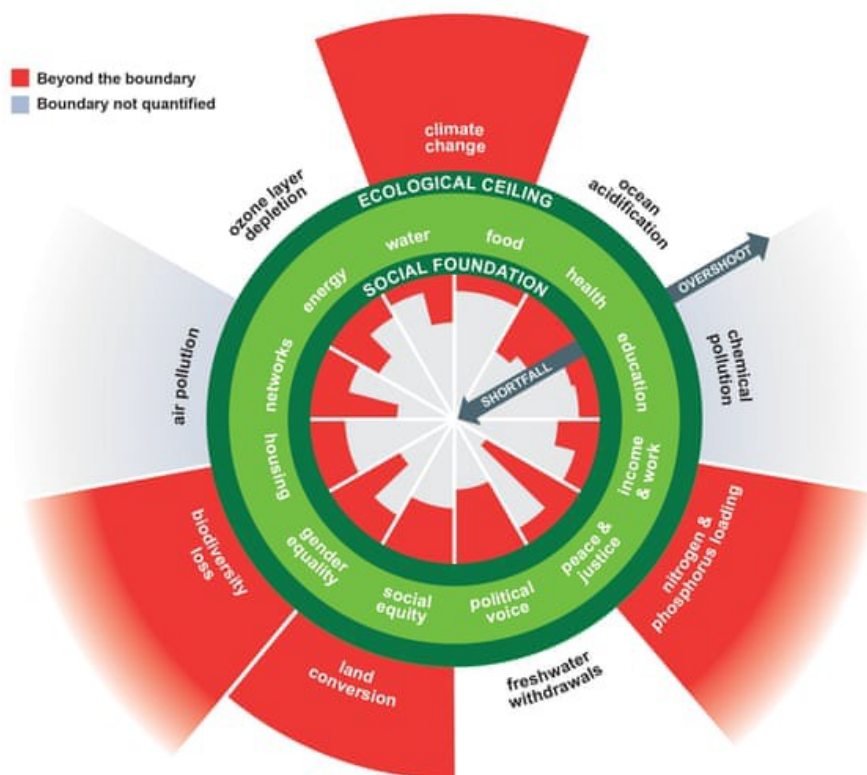 Beyond the boundary
Boundary not quantified
climate
change
ozone layer
depletion
ocean
acidification
ECOLOGICAL CEILING
OVERSHOOT
water
food
energy
health
SOCIAL FOUNDATION
SHORTFALL
air pollution
networks
education
chemical
pollution
housing
income
& work
biodiversity
loss
gender
equality
social
equity
political
voice
peace &
justice
nitrogen &
phosphorus loading
land
conversion
freshwater
withdrawals